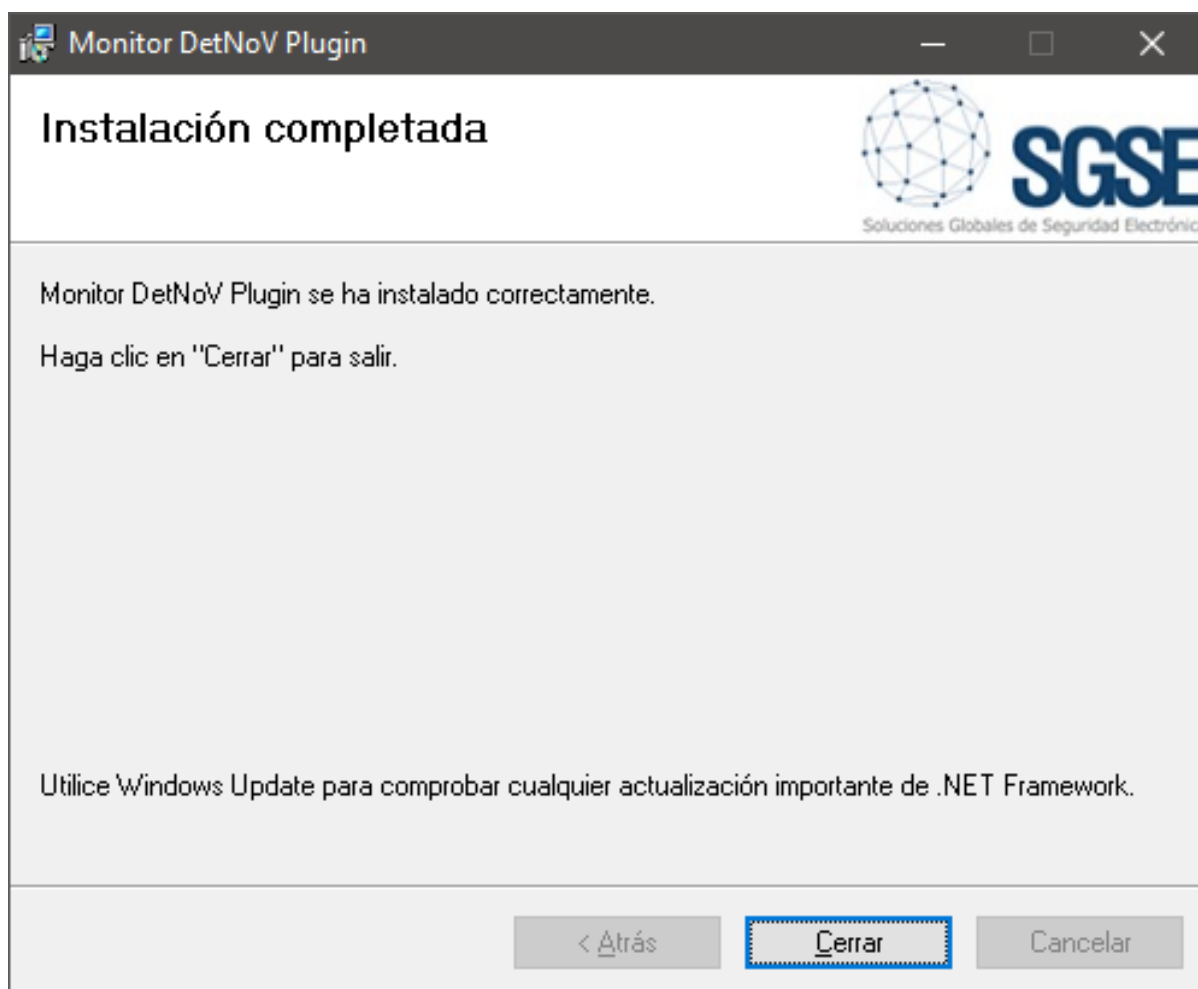 Monitor DetNoV Plugin
Instalación completada
SGSE
Soluciones Globales de Seguridad Electrónic
Monitor DetNoV Plugin se ha instalado correctamente.
Haga clic en "Cerrar" para salir.
Utilice Windows Update para comprobar cualquier actualización importante de .NET Framework.
< Atrás
Cerrar
Cancelar